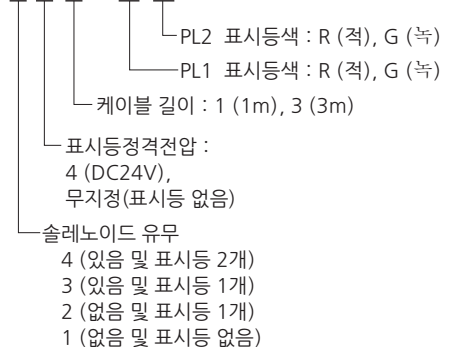 PL2 표시등색 : R (적), G (녹)
PL1 표시등색 : R (적), G (녹)
케이블 길이 : 1 (1m), 3 (3m)
표시등정격전압 :
4 (DC24V),
무지정(표시등 없음)
솔레노이드 유무
4 (있음 및 표시등 2개)
3 (있음 및 표시등 1개)
2 (없음 및 표시등 1개)
1 (없음 및 표시등 없음)